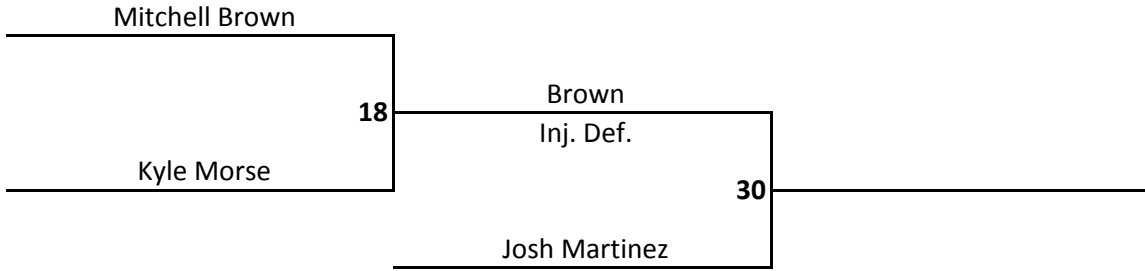 Mitchell Brown
18
Brown
Inj. Def.
Kyle Morse
30
Josh Martinez